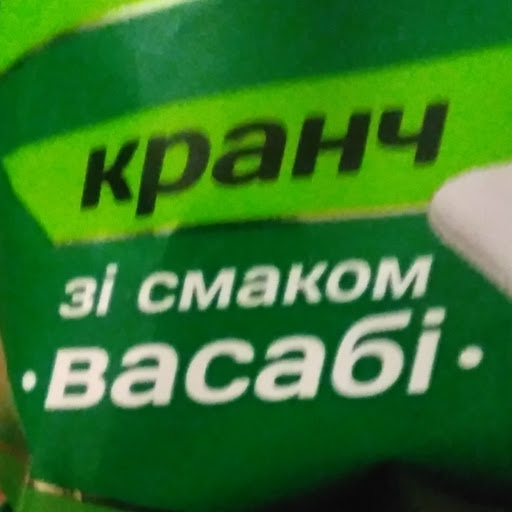 кранч
зі смаком
• васабі •